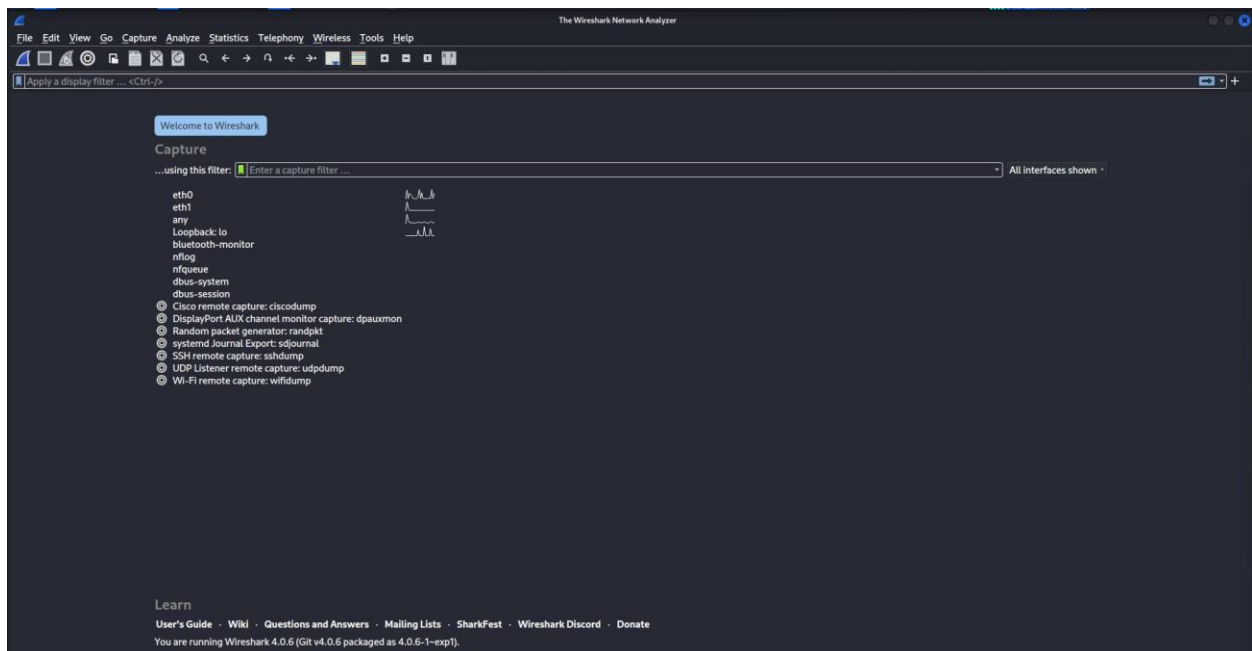 The Wireshark Network Analyzer
File Edit View Go Capture Analyze Statistics Telephony Wireless Tools Help
Apply a display filter ... <Ctrl-/>
Welcome to Wireshark
Capture
...using this filter: Enter a capture filter ... All interfaces shown
eth0
eth1
any
Loopback: lo
bluetooth-monitor
nflog
nfqueue
dbus-system
dbus-session
Cisco remote capture: ciscodump
DisplayPort AUX channel monitor capture: dpauxmon
Random packet generator: randpkt
systemd Journal Export: sdjournal
SSH remote capture: sshdump
UDP Listener remote capture: udpdump
Wi-Fi remote capture: wifidump
Learn
User's Guide · Wiki · Questions and Answers · Mailing Lists · SharkFest · Wireshark Discord · Donate
You are running Wireshark 4.0.6 (Git v4.0.6 packaged as 4.0.6-1~exp1).